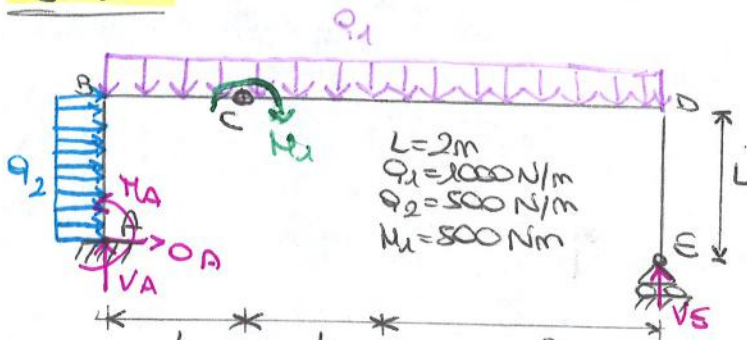 q1
B
D
C
M1
L=2m
q1=1000 N/m
q2=500 N/m
M1=500 Nm
L
q2
MA
A
OA
VA
E
VE